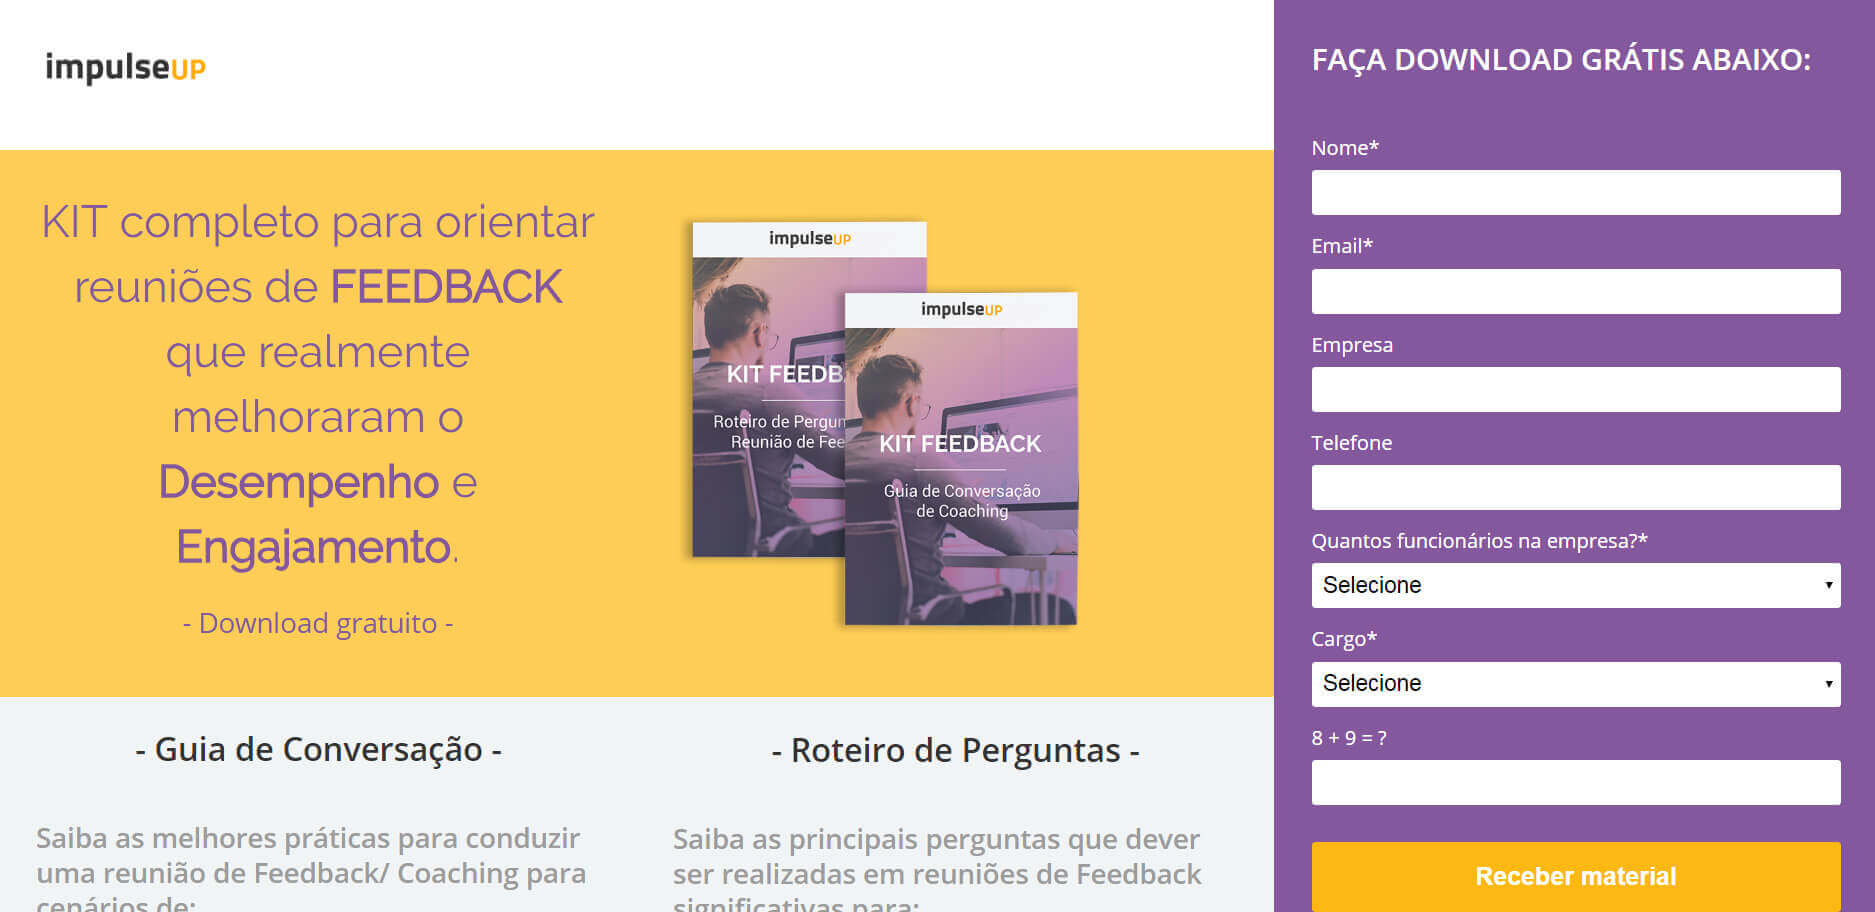 impulseUP
KIT completo para orientar
reuniões de FEEDBACK
que realmente
melhoraram o
Desempenho e
Engajamento.
- Download gratuito -
impulseUP
KIT FEEDB
Roteiro de Pergun
Reunião de Fee
impulseUP
KIT FEEDBACK
Guia de Conversação
de Coaching
- Guia de Conversação -
Saiba as melhores práticas para conduzir
uma reunião de Feedback/ Coaching para
cenários de:
- Roteiro de Perguntas -
Saiba as principais perguntas que dever
ser realizadas em reuniões de Feedback
significativas para:
FAÇA DOWNLOAD GRÁTIS ABAIXO:
Nome*
Email*
Empresa
Telefone
Quantos funcionários na empresa?*
Selecione
Cargo*
Selecione
8 + 9 = ?
Receber material